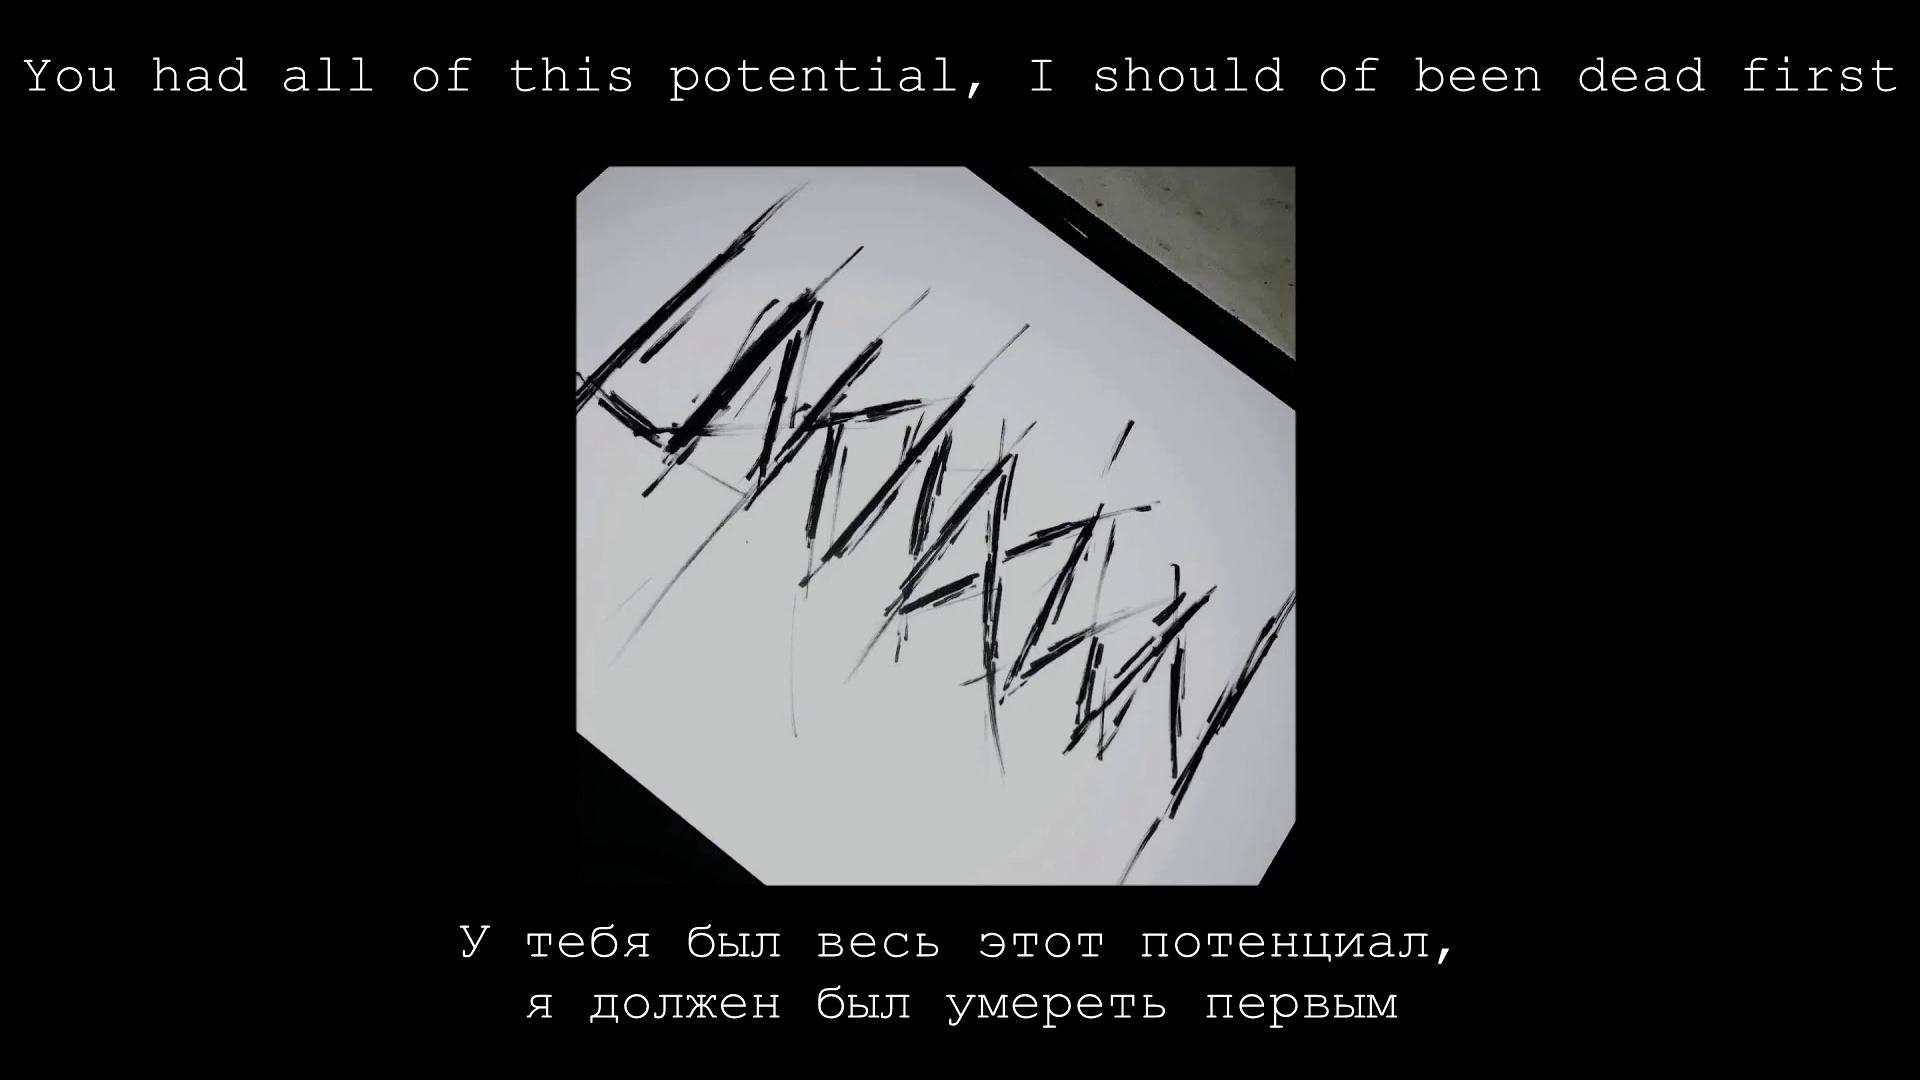 You had all of this potential, I should of been dead first
У тебя был весь этот потенциал,
я должен был умереть первым